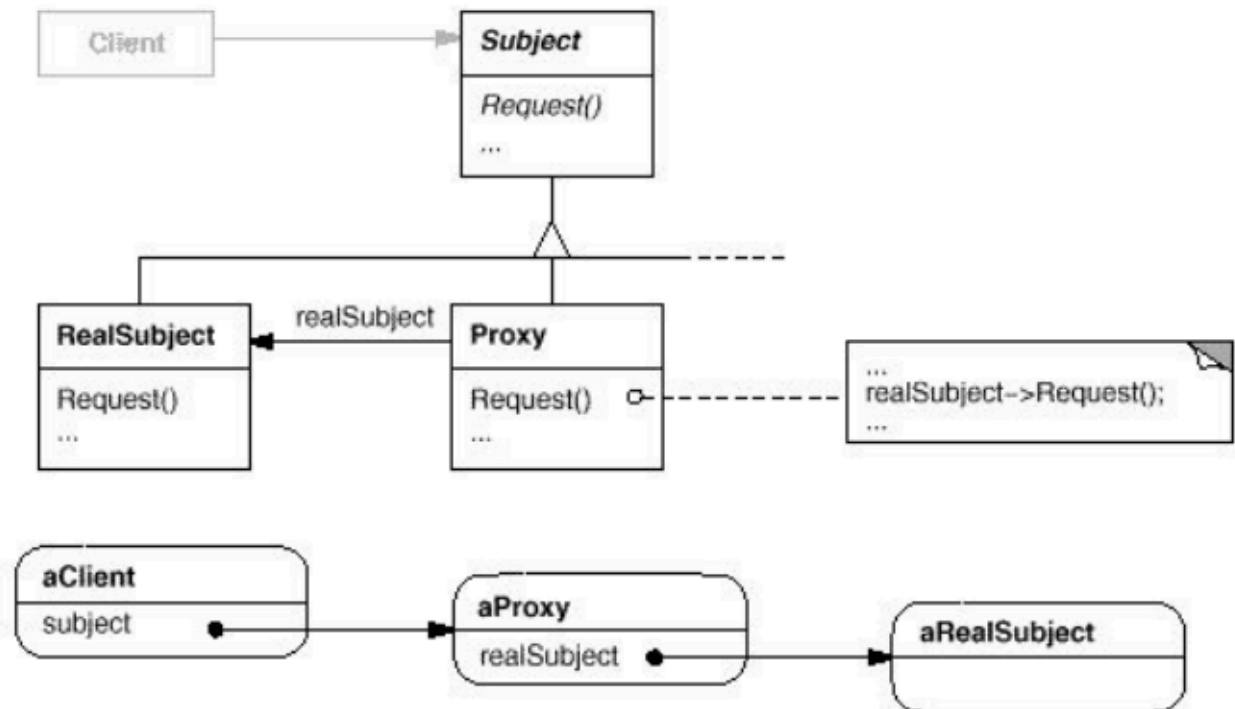 Client
Subject
Request()
...
RealSubject
Request()
...
realSubject
Proxy
Request()
...
...
realSubject->Request();
...
aClient
subject
aProxy
realSubject
aRealSubject